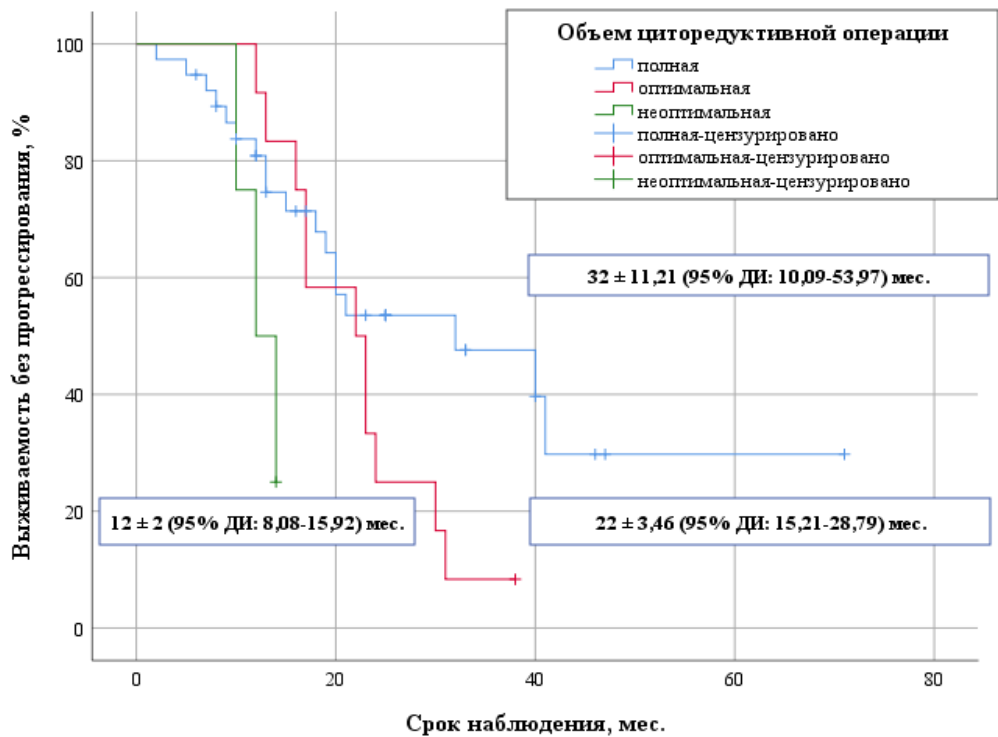 Объем циторедуктивной операции
полная
оптимальная
неоптимальная
полная-цензурировано
оптимальная-цензурировано
неоптимальная-цензурировано
Выживаемость без прогрессирования, %
100
80
60
40
20
0
32 ± 11,21 (95% ДИ: 10,09-53,97) мес.
12 ± 2 (95% ДИ: 8,08-15,92) мес.
22 ± 3,46 (95% ДИ: 15,21-28,79) мес.
0 20 40 60 80
Срок наблюдения, мес.